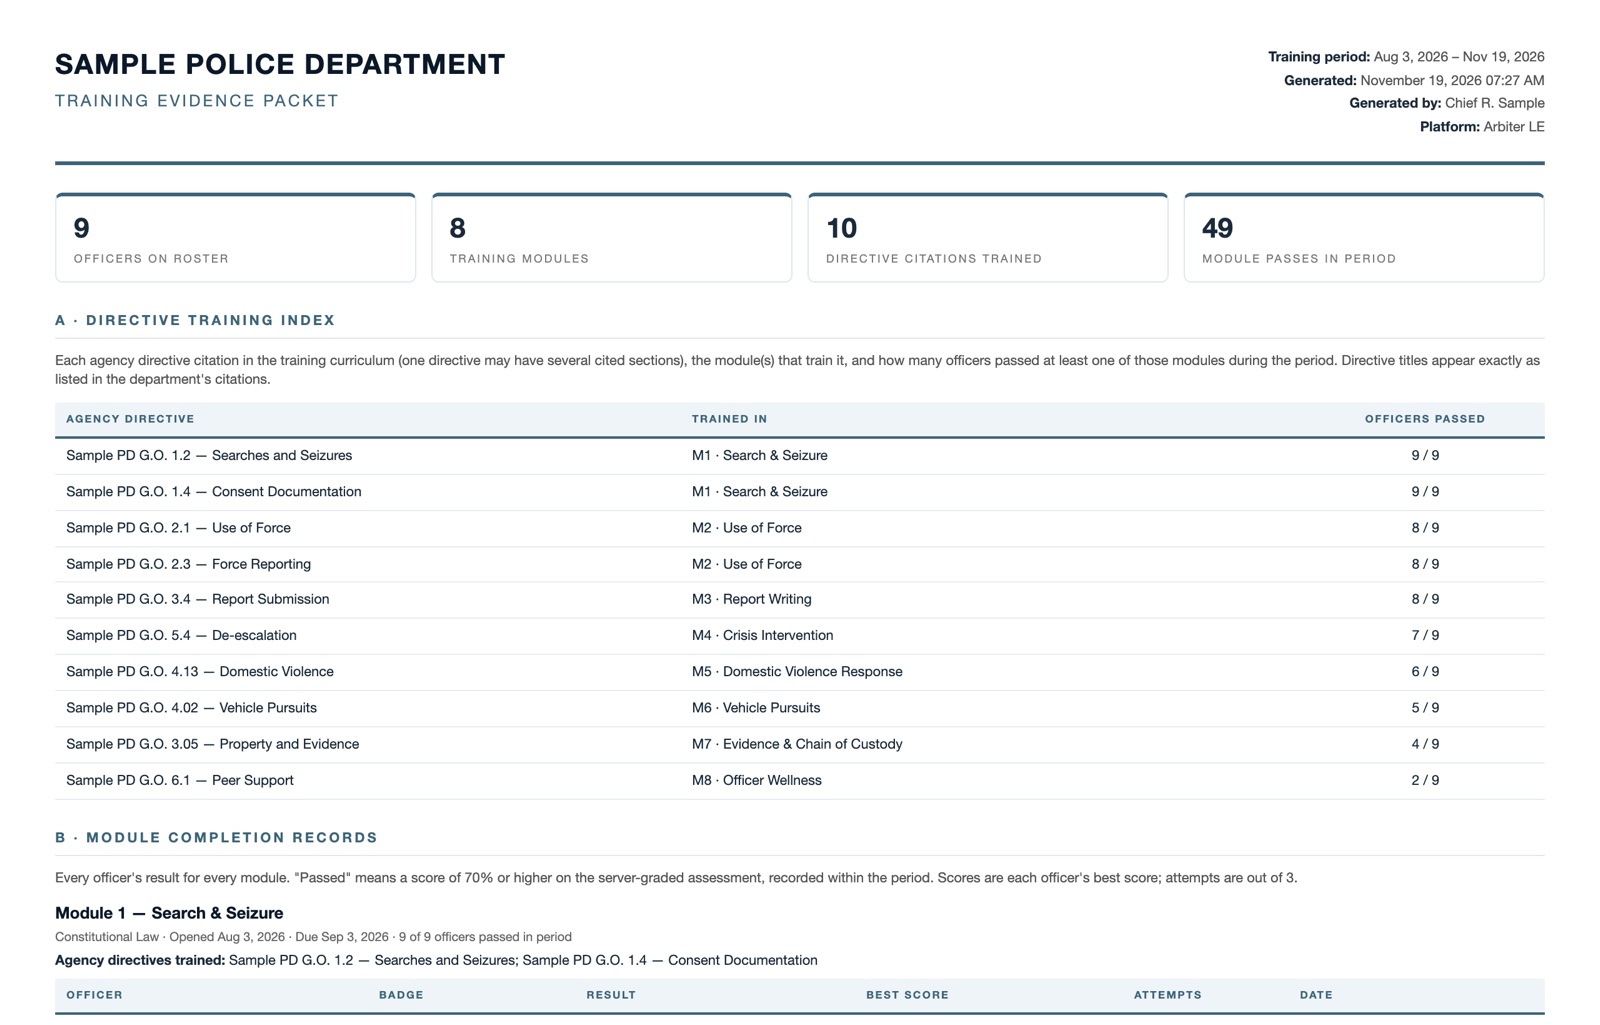 SAMPLE POLICE DEPARTMENT
TRAINING EVIDENCE PACKET
Training period: Aug 3, 2026 – Nov 19, 2026
Generated: November 19, 2026 07:27 AM
Generated by: Chief R. Sample
Platform: Arbiter LE
9
OFFICERS ON ROSTER
8
TRAINING MODULES
10
DIRECTIVE CITATIONS TRAINED
49
MODULE PASSES IN PERIOD
A · DIRECTIVE TRAINING INDEX
Each agency directive citation in the training curriculum (one directive may have several cited sections), the module(s) that train it, and how many officers passed at least one of those modules during the period. Directive titles appear exactly as
listed in the department's citations.
AGENCY DIRECTIVE TRAINED IN OFFICERS PASSED
Sample PD G.O. 1.2 — Searches and Seizures M1 · Search & Seizure 9 / 9
Sample PD G.O. 1.4 — Consent Documentation M1 · Search & Seizure 9 / 9
Sample PD G.O. 2.1 — Use of Force M2 · Use of Force 8 / 9
Sample PD G.O. 2.3 — Force Reporting M2 · Use of Force 8 / 9
Sample PD G.O. 3.4 — Report Submission M3 · Report Writing 8 / 9
Sample PD G.O. 5.4 — De-escalation M4 · Crisis Intervention 7 / 9
Sample PD G.O. 4.13 — Domestic Violence M5 · Domestic Violence Response 6 / 9
Sample PD G.O. 4.02 — Vehicle Pursuits M6 · Vehicle Pursuits 5 / 9
Sample PD G.O. 3.05 — Property and Evidence M7 · Evidence & Chain of Custody 4 / 9
Sample PD G.O. 6.1 — Peer Support M8 · Officer Wellness 2 / 9
B · MODULE COMPLETION RECORDS
Every officer's result for every module. "Passed" means a score of 70% or higher on the server-graded assessment, recorded within the period. Scores are each officer's best score; attempts are out of 3.
Module 1 — Search & Seizure
Constitutional Law · Opened Aug 3, 2026 · Due Sep 3, 2026 · 9 of 9 officers passed in period
Agency directives trained: Sample PD G.O. 1.2 — Searches and Seizures; Sample PD G.O. 1.4 — Consent Documentation
OFFICER BADGE RESULT BEST SCORE ATTEMPTS DATE